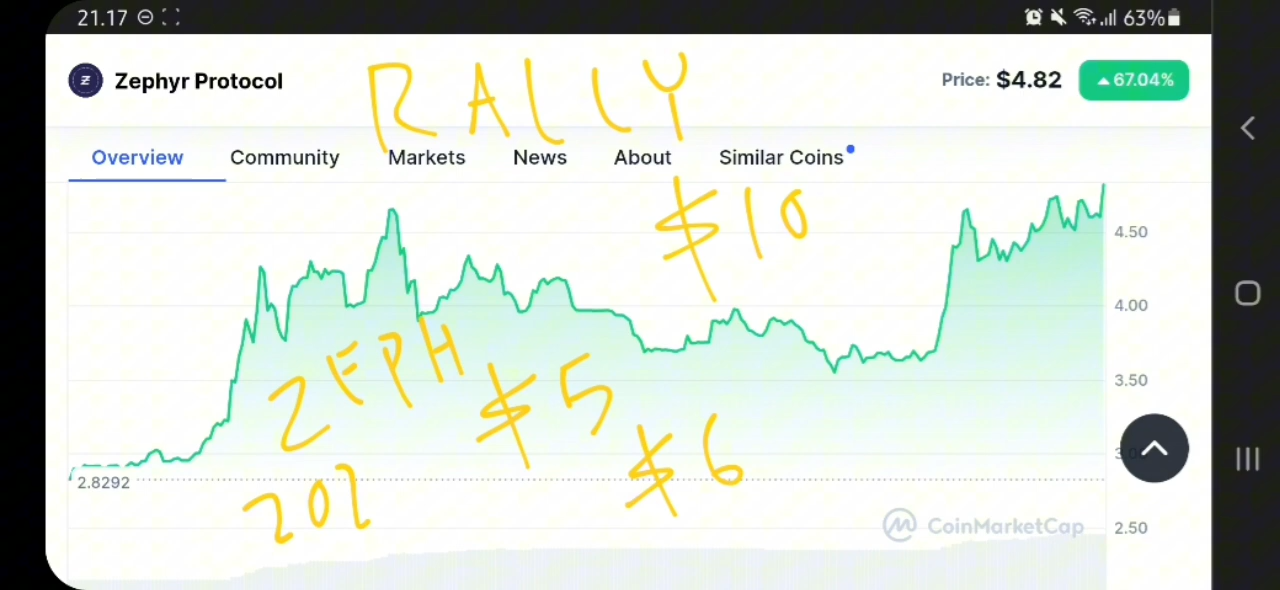 21.17
63%
Zephyr Protocol
Price: $4.82
67.04%
RALLY
Overview
Community
Markets
News
About
Similar Coins
$10
4.50
4.00
ZEPH
$5
3.50
$6
2.8292
CoinMarketCap
2.50